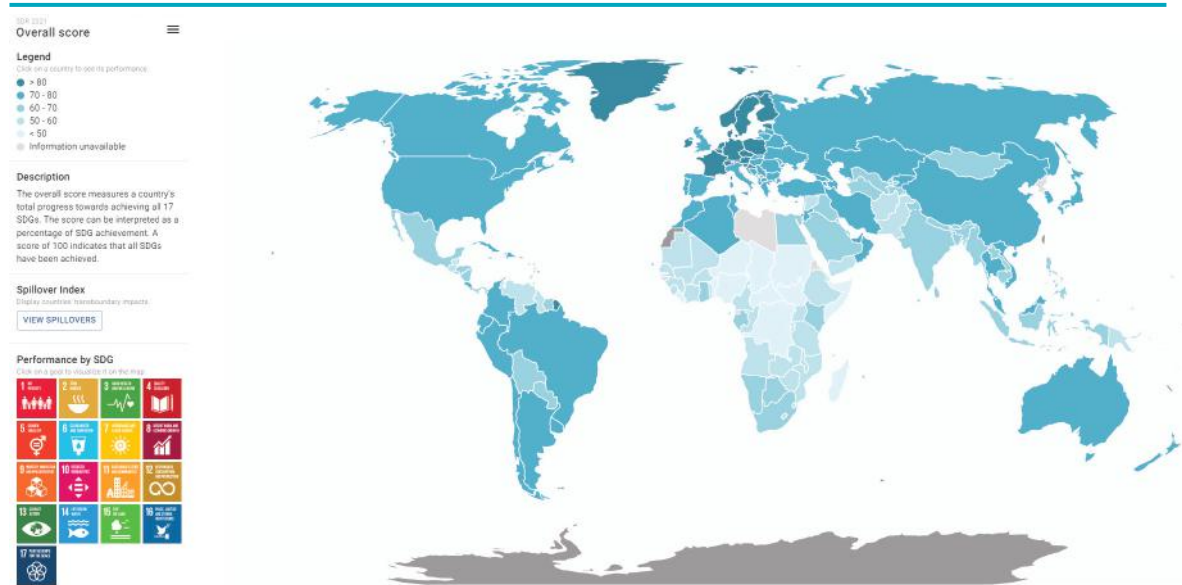 SDR 2021
Overall score
Legend
Click on a country to see its performance.
> 80
70 - 80
60 - 70
50 - 60
< 50
Information unavailable
Description
The overall score measures a country's
total progress towards achieving all 17
SDGs. The score can be interpreted as a
percentage of SDG achievement. A
score of 100 indicates that all SDGs
have been achieved.
Spillover Index
Display countries' transboundary impacts
VIEW SPILLOVERS
Performance by SDG
Click on a goal to visualize it on the map
1
2
3
4
5
6
7
8
9
10
11
12
13
14
15
16
17